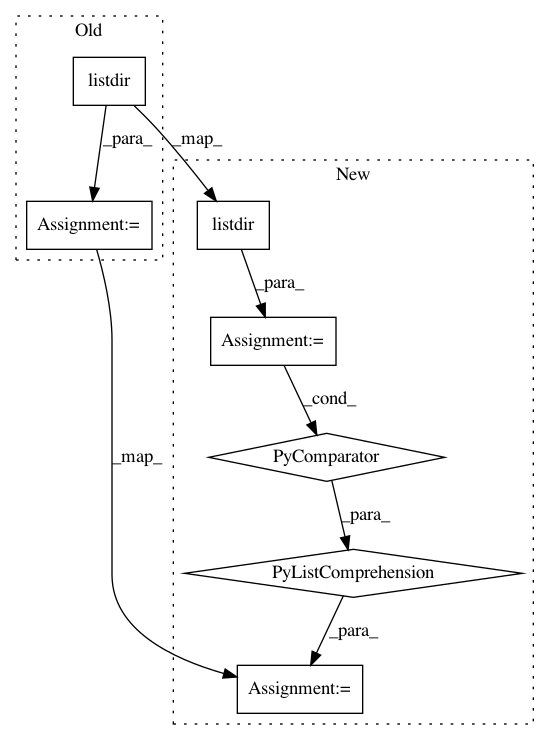 Old
listdir
_para_
_map_
New
Assignment:=
listdir
_para_
Assignment:=
_cond_
PyComparator
_map_
_para_
PyListComprehension
_para_
Assignment:=